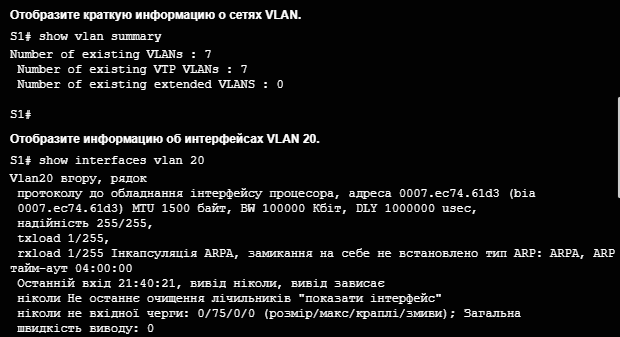 Отобразите краткую информацию о сетях VLAN.
S1# show vlan summary
Number of existing VLANs : 7
Number of existing VTP VLANs : 7
Number of existing extended VLANS : 0
S1#
Отобразите информацию об интерфейсах VLAN 20.
S1# show interfaces vlan 20
Vlan20 вгору, рядок
протоколу до обладнання інтерфейсу процесора, адреса 0007.ec74.61d3 (bia
0007.ec74.61d3) MTU 1500 байт, BW 100000 Кбіт, DLY 1000000 usec,
надійність 255/255,
txload 1/255,
rxload 1/255 Інкапсуляція ARPA, замикання на себе не встановлено тип ARP: ARPA, ARP
тайм-аут 04:00:00
Останній вхід 21:40:21, вивід ніколи, вивід зависає
ніколи Не останнє очищення лічильників "показати інтерфейс"
ніколи не вхідної черги: 0/75/0/0 (розмір/макс/краплі/змиви); Загальна
швидкість виводу: 0